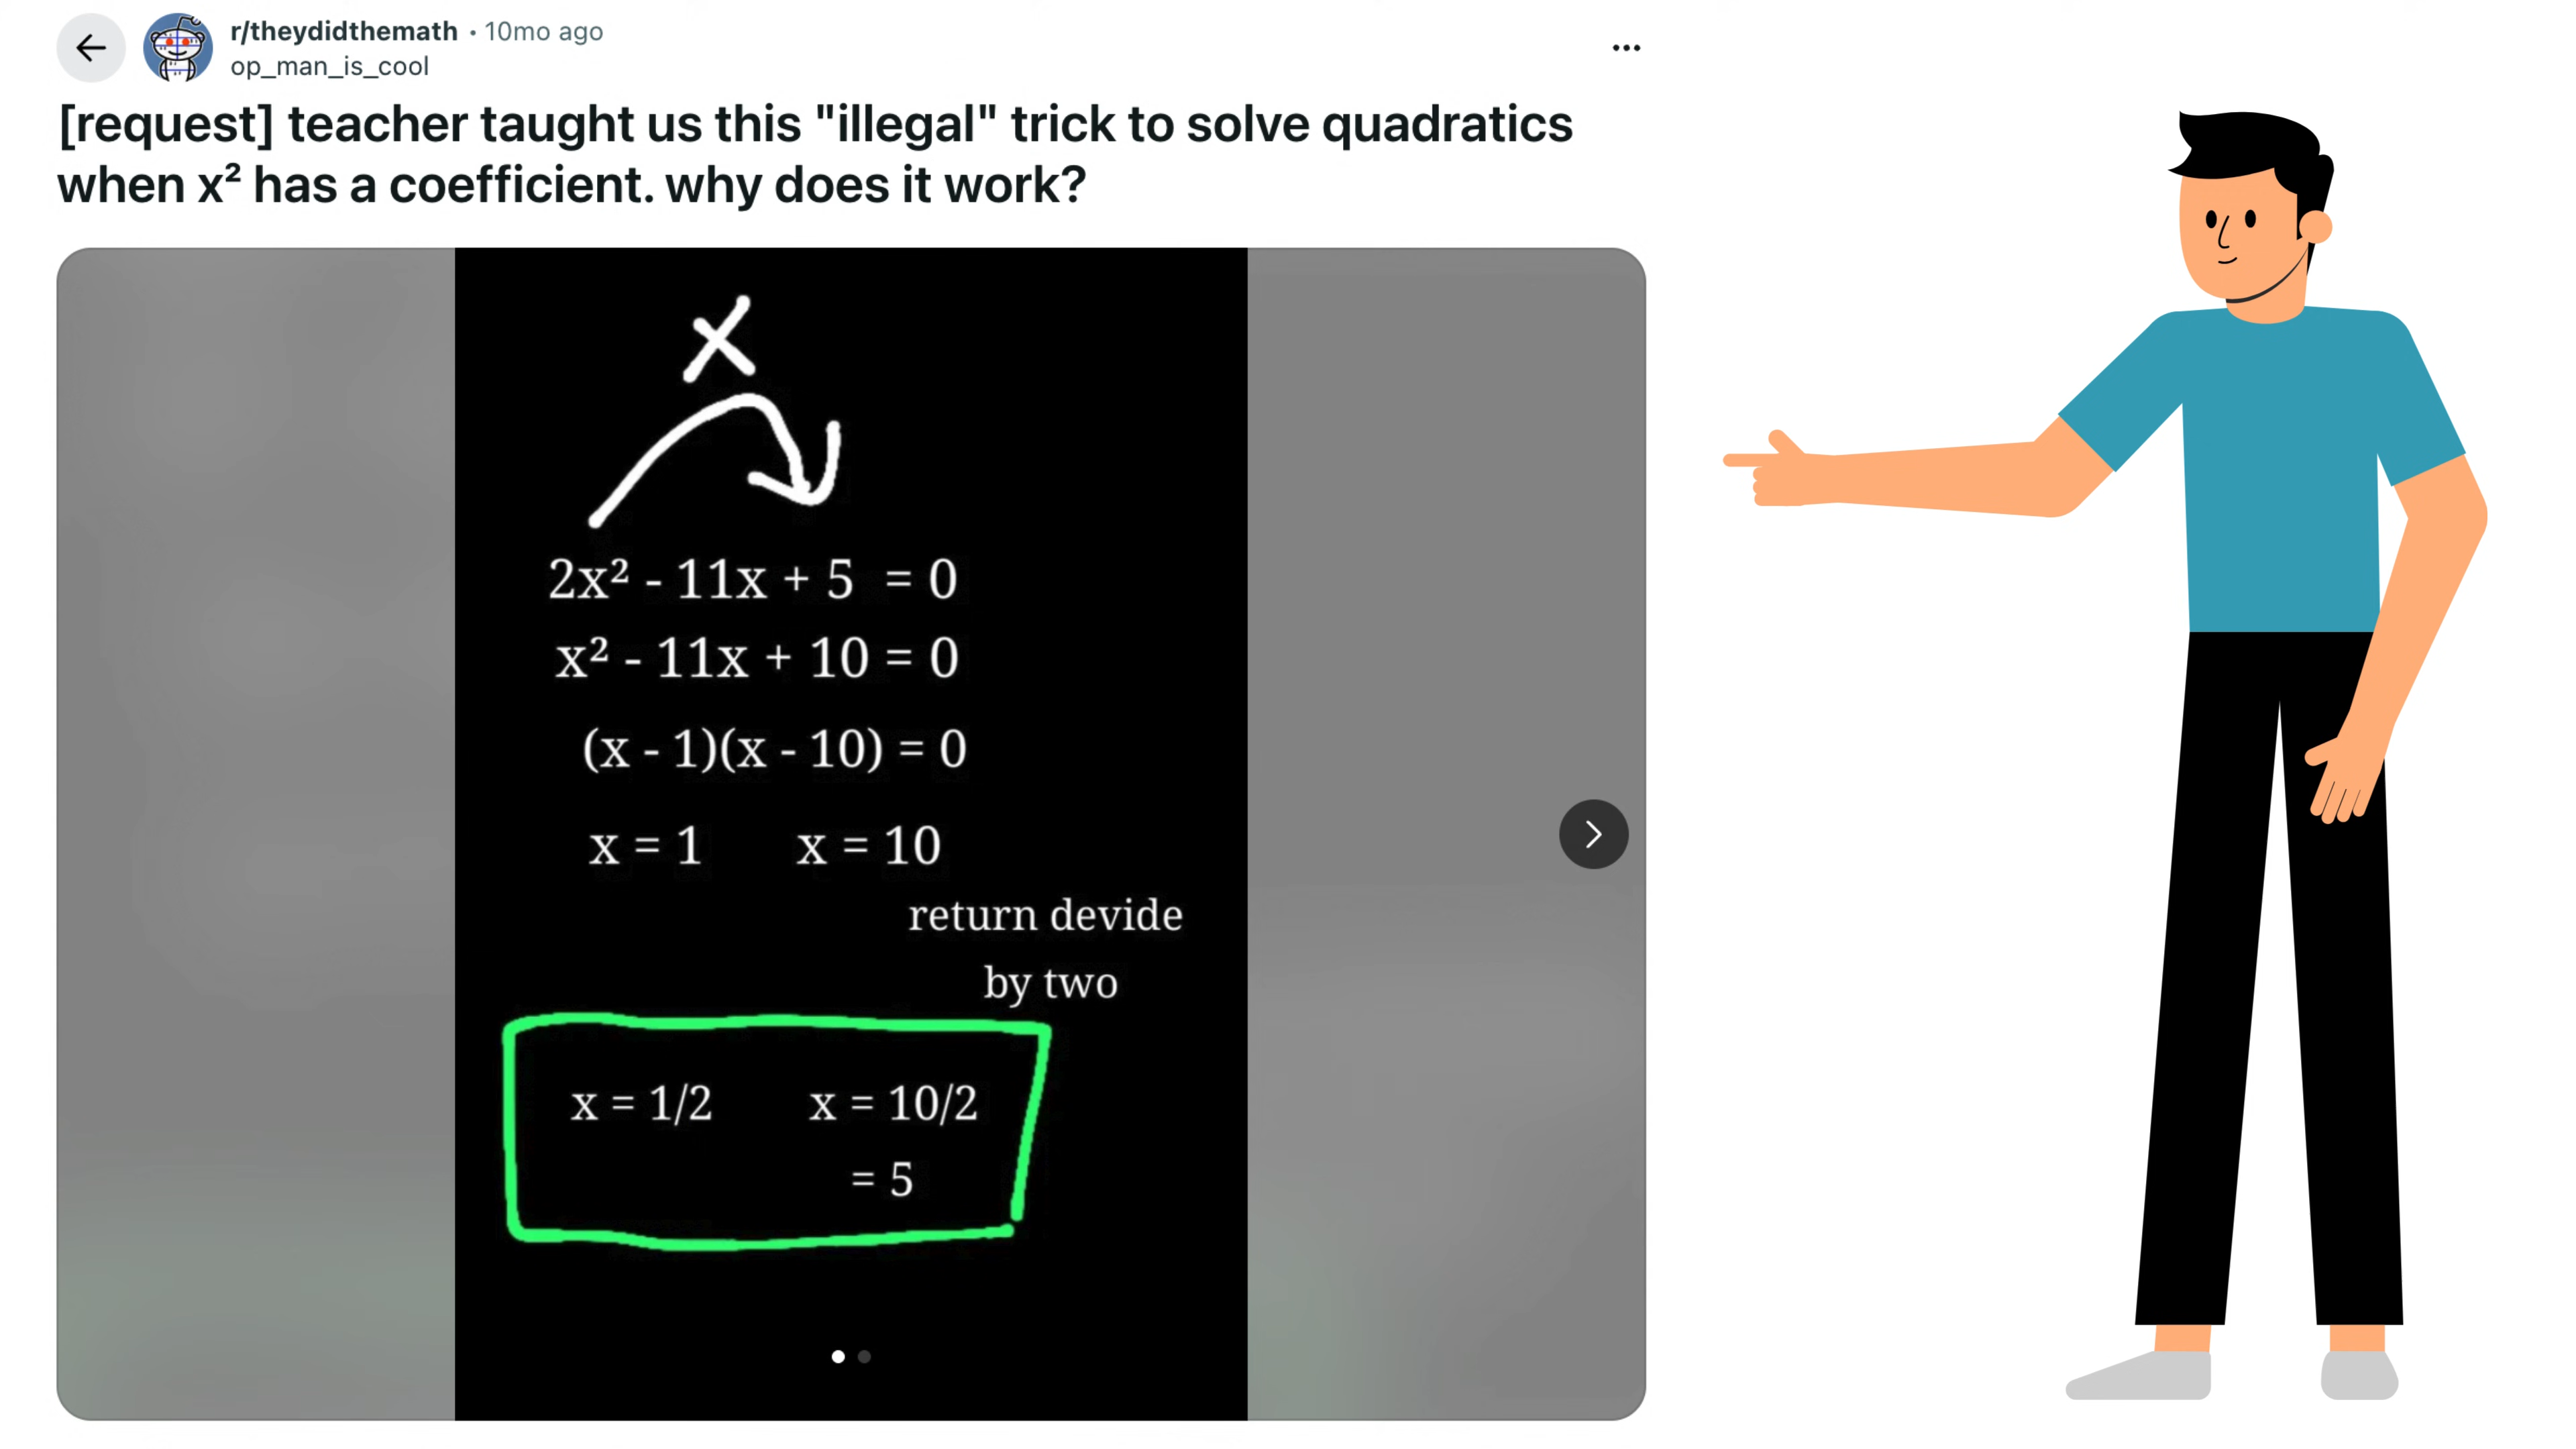 r/theydidthemath • 10mo ago
op_man_is_cool
[request] teacher taught us this "illegal" trick to solve quadratics
when x² has a coefficient. why does it work?
x
2x² - 11x + 5 = 0
x² - 11x + 10 = 0
(x - 1)(x - 10) = 0
x = 1 x = 10
return devide
by two
x = 1/2 x = 10/2
= 5